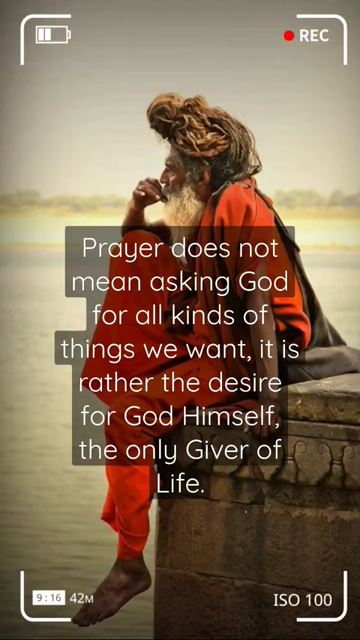 REC
Prayer does not
mean asking God
for all kinds of
things we want, it is
rather the desire
for God Himself,
the only Giver of
Life.
9:16 42M
ISO 100